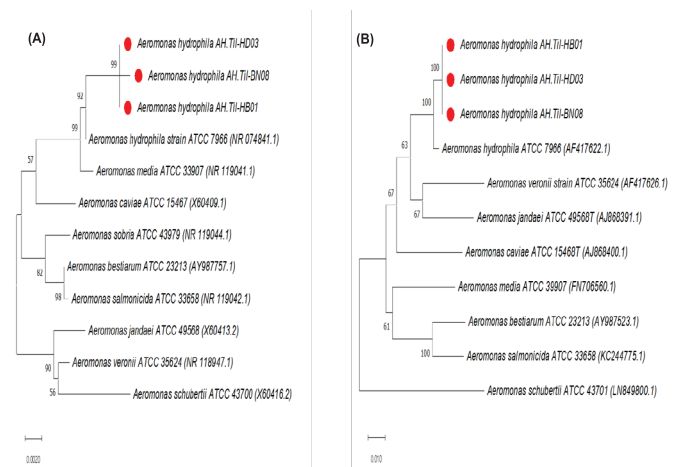 (A)
99
Aeromonas hydrophila AH.Til-HD03
Aeromonas hydrophila AH.Til-BN08
Aeromonas hydrophila AH.Til-HB01
92
99
Aeromonas hydrophila strain ATCC 7966 (NR 074841.1)
Aeromonas media ATCC 33907 (NR 119041.1)
57
Aeromonas caviae ATCC 15467 (X60409.1)
Aeromonas sobria ATCC 43979 (NR 119044.1)
82
Aeromonas bestiarum ATCC 23213 (AY987757.1)
98
Aeromonas salmonicida ATCC 33658 (NR 119042.1)
Aeromonas jandaei ATCC 49568 (X60413.2)
90
Aeromonas veronii ATCC 35624 (NR 118947.1)
56
Aeromonas schubertii ATCC 43700 (X60416.2)
0.0020
(B)
Aeromonas hydrophila AH.Til-HB01
100
Aeromonas hydrophila AH.Til-HD03
100
Aeromonas hydrophila AH.Til-BN08
63
Aeromonas hydrophila ATCC 7966 (AF417622.1)
Aeromonas veronii strain ATCC 35624 (AF417626.1)
67
67
Aeromonas jandaei ATCC 49568T (AJ868391.1)
Aeromonas caviae ATCC 15468T (AJ868400.1)
Aeromonas media ATCC 39907 (FN706560.1)
61
Aeromonas bestiarum ATCC 23213 (AY987523.1)
100
Aeromonas salmonicida ATCC 33658 (KC244775.1)
Aeromonas schubertii ATCC 43701 (LN849800.1)
0.010